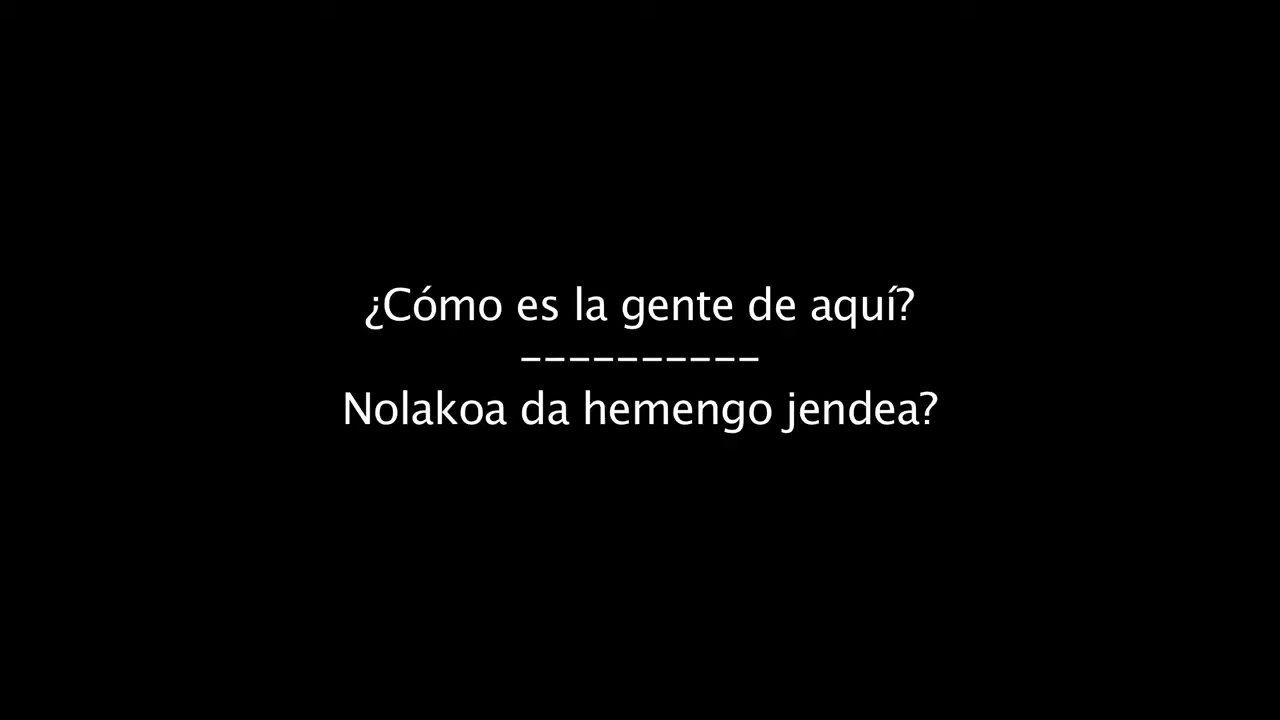 ¿Cómo es la gente de aquí?
----------
Nolakoa da hemengo jendea?